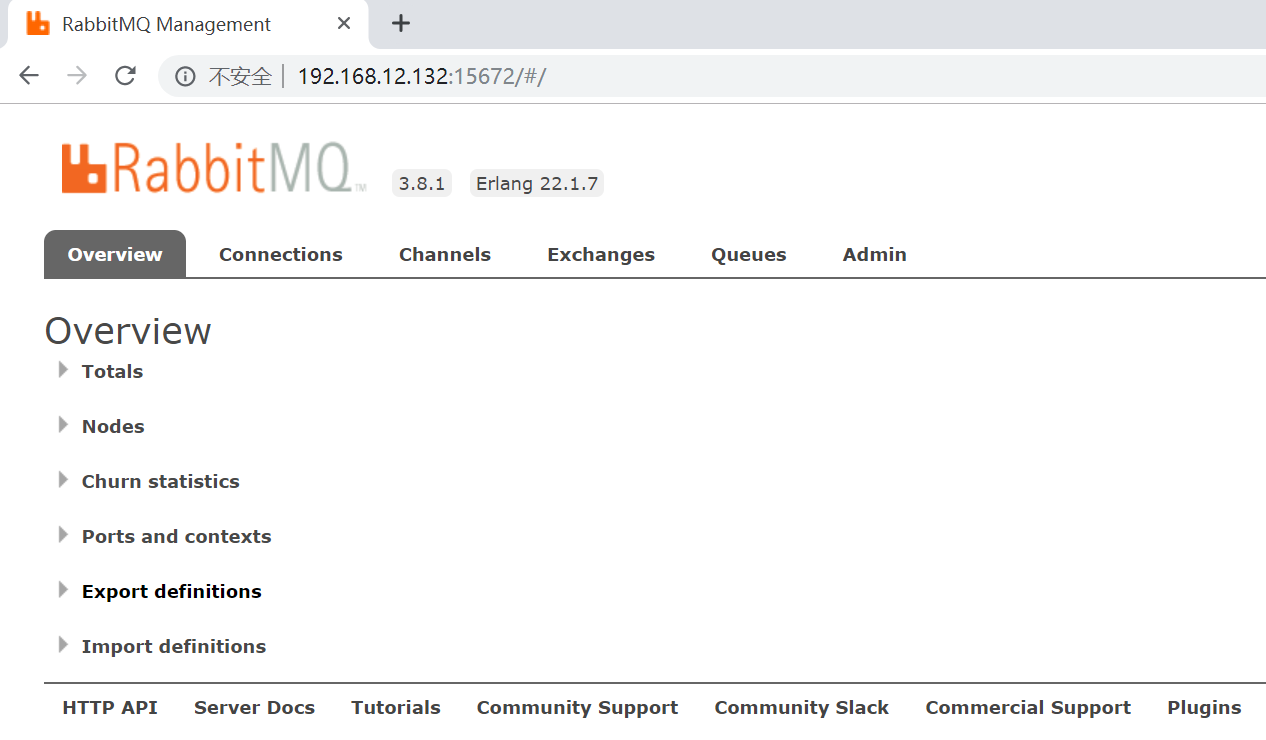 RabbitMQ Management
不安全 192.168.12.132:15672/#/
RabbitMQ TM 3.8.1 Erlang 22.1.7
Overview Connections Channels Exchanges Queues Admin
Overview
Totals
Nodes
Churn statistics
Ports and contexts
Export definitions
Import definitions
HTTP API Server Docs Tutorials Community Support Community Slack Commercial Support Plugins